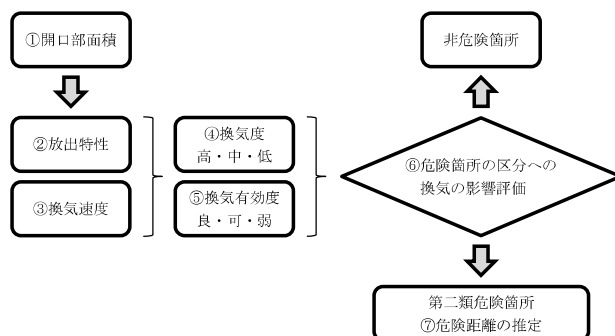 ①開口部面積
②放出特性
③換気速度
④換気度
高・中・低
⑤換気有効度
良・可・弱
非危険箇所
⑥危険箇所の区分への
換気の影響評価
第二類危険箇所
⑦危険距離の推定